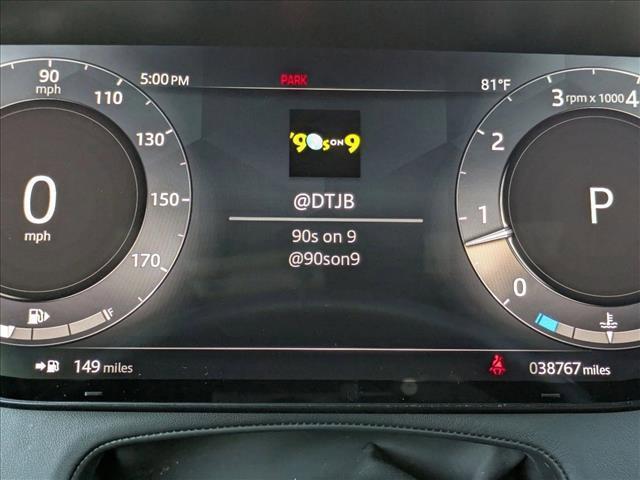 90
mph
110
130
150
170
0
mph
F
5:00 PM
PARK
81°F
'90s ON 9
@DTJB
90s on 9
@90son9
3 rpm x 1000 4
2
1
0
P
149 miles
038767 miles